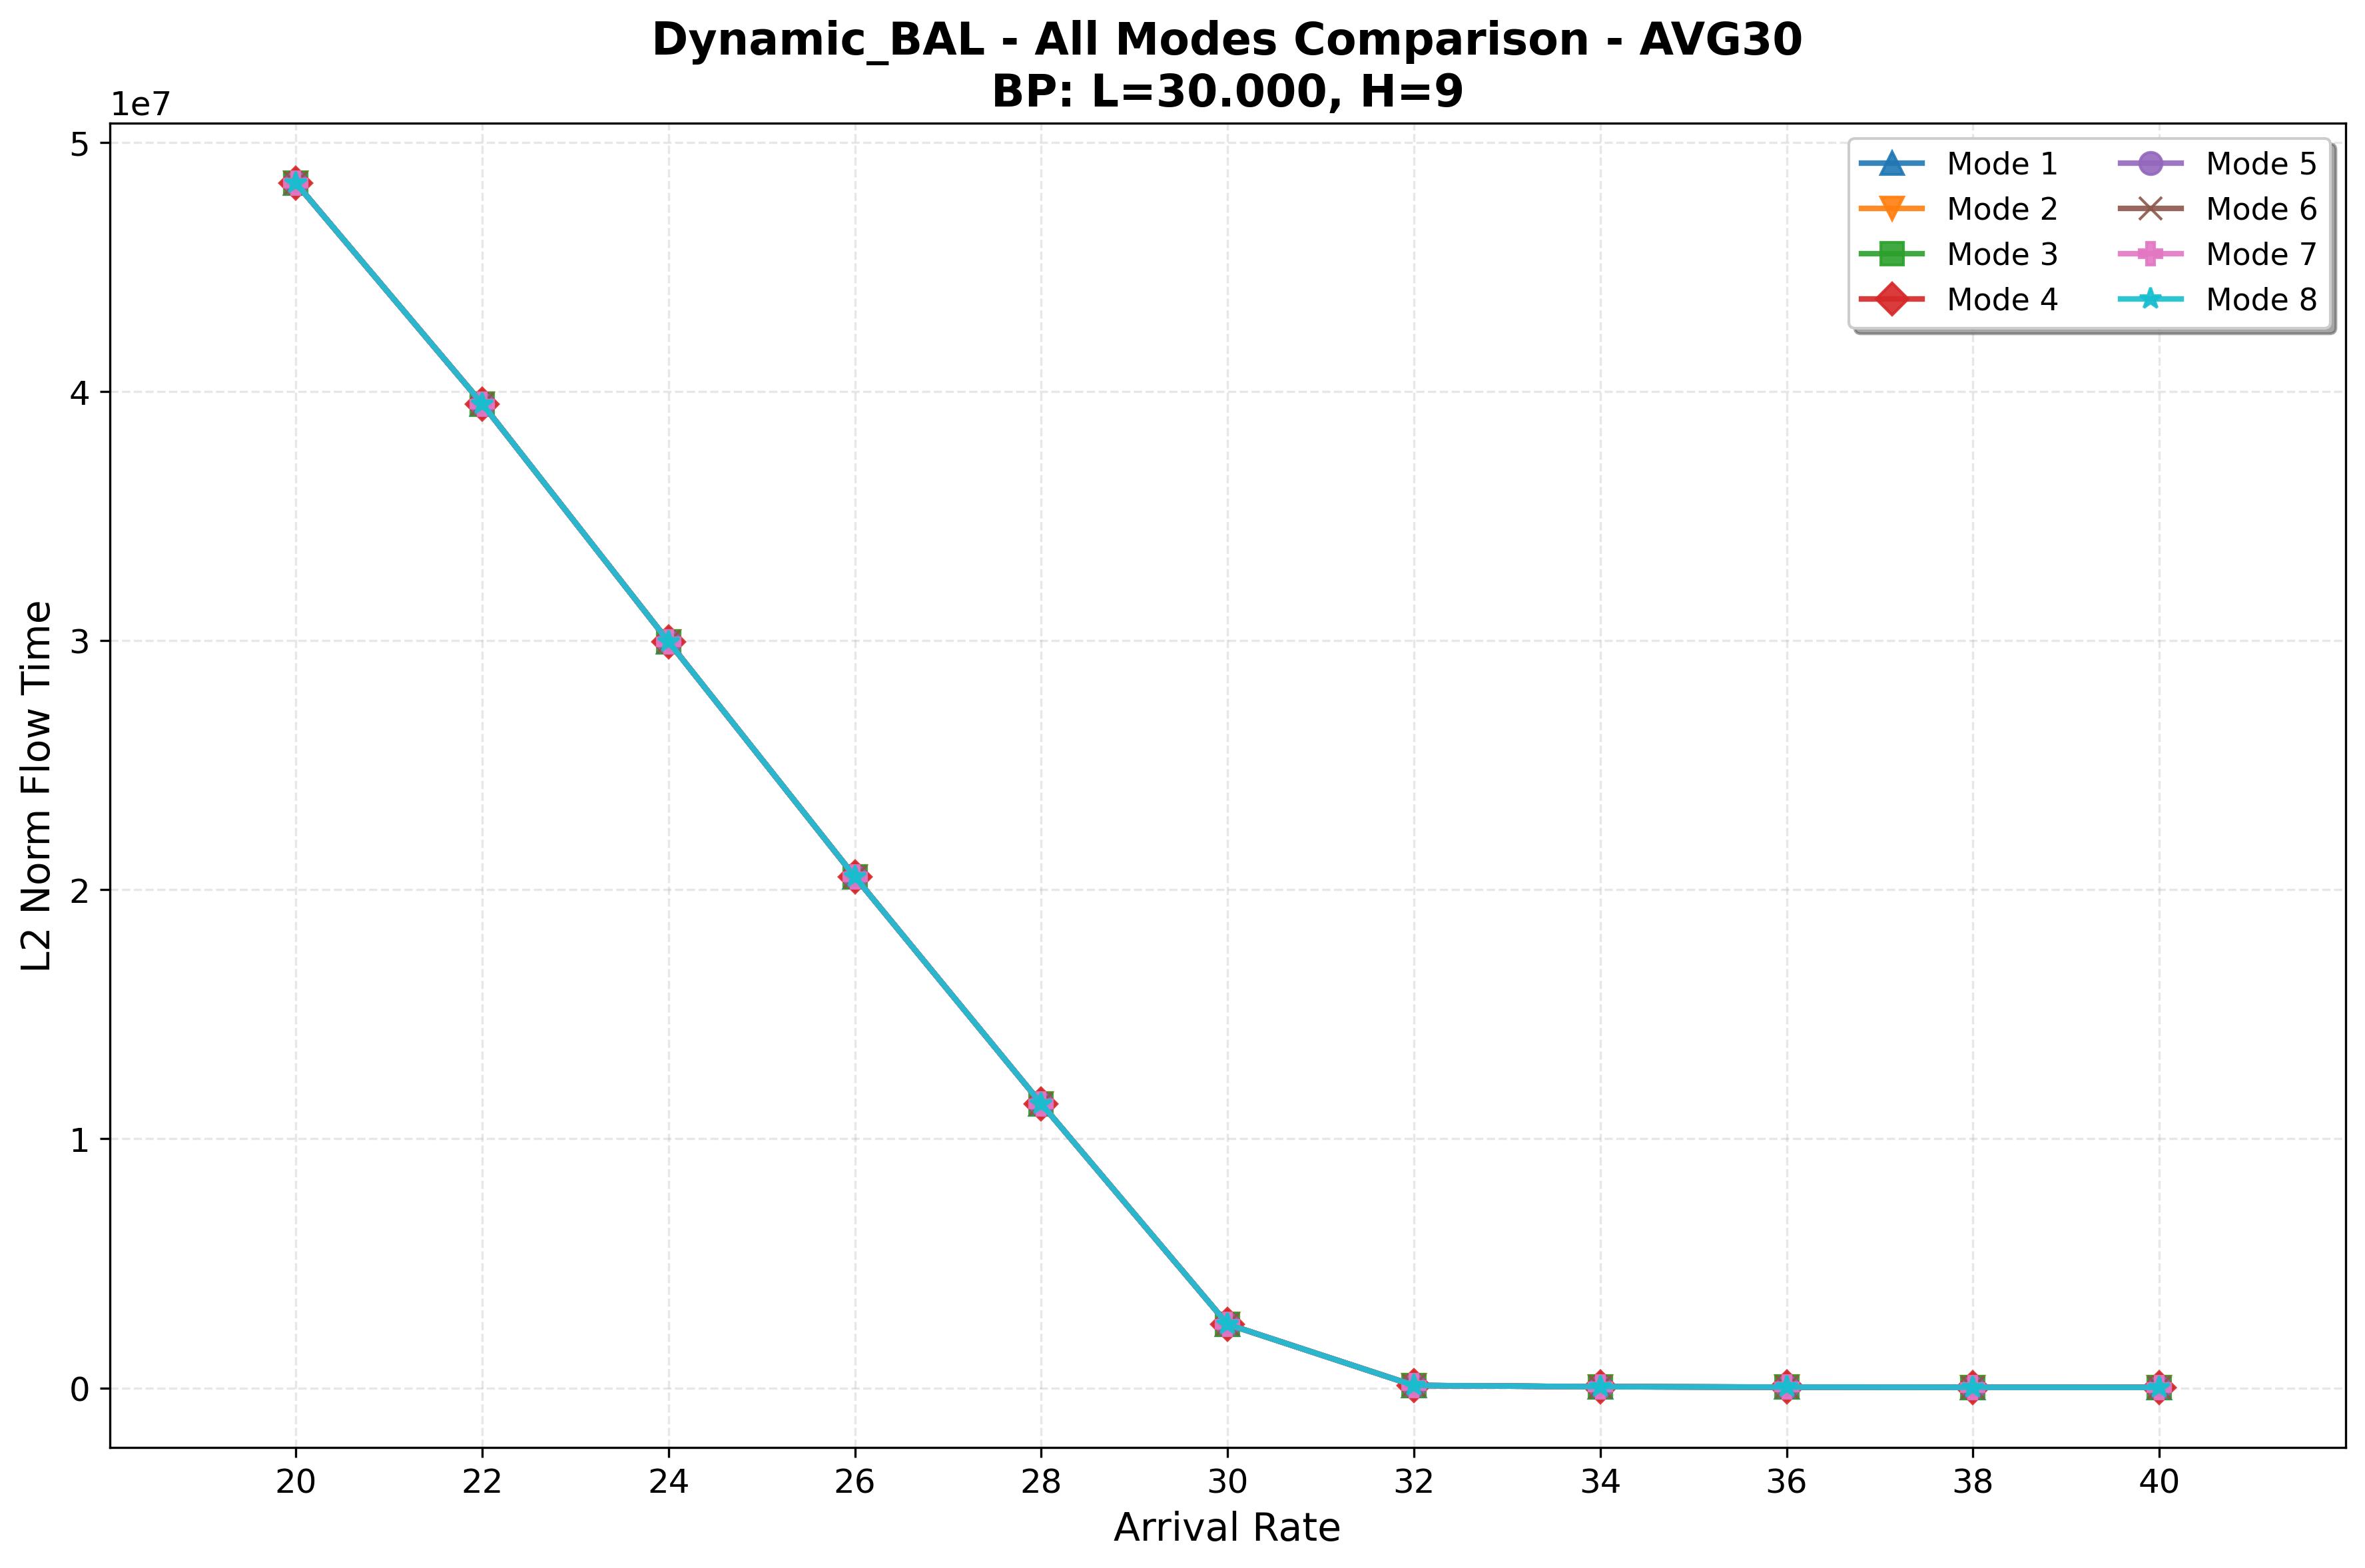 Dynamic_BAL - All Modes Comparison - AVG30
BP: L=30.000, H=9
1e7
5
4
3
2
1
0
L2 Norm Flow Time
Mode 1
Mode 2
Mode 3
Mode 4
Mode 5
Mode 6
Mode 7
Mode 8
20 22 24 26 28 30 32 34 36 38 40
Arrival Rate